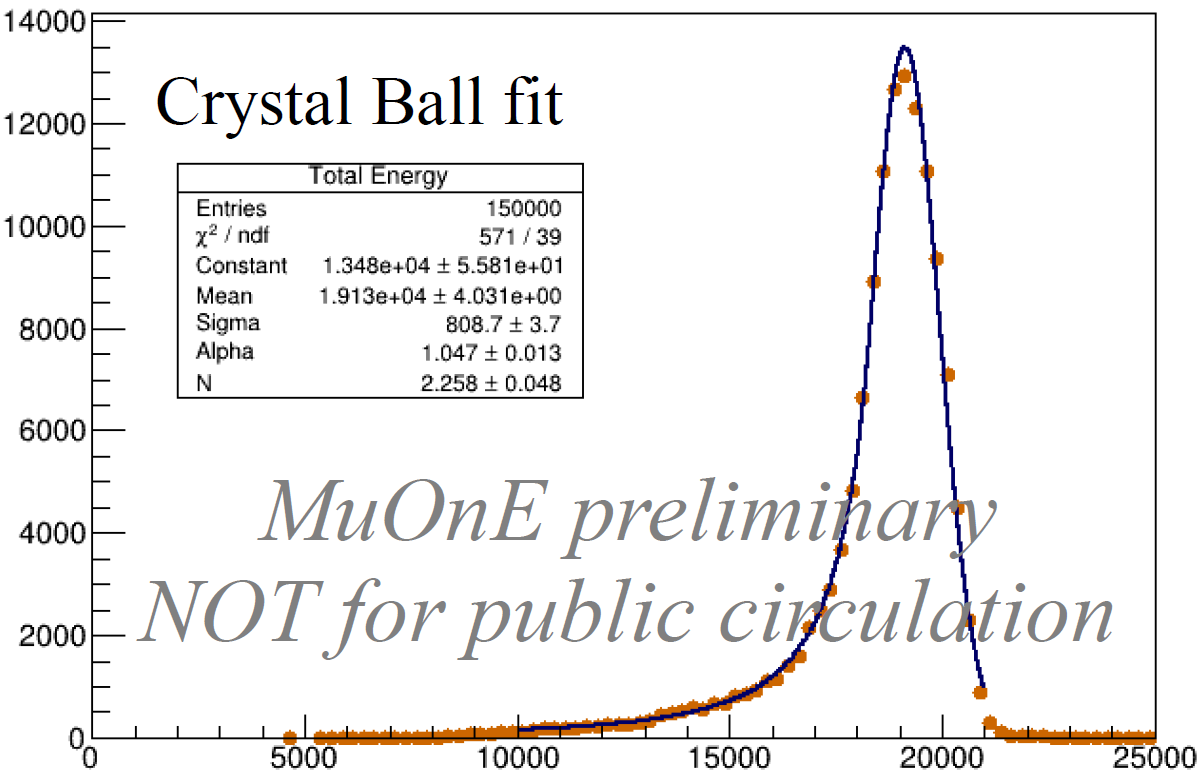 14000
Crystal Ball fit
12000
Total Energy
Entries 150000
χ² / ndf 571 / 39
10000
Constant 1.348e+04 ± 5.581e+01
Mean 1.913e+04 ± 4.031e+00
Sigma 808.7 ± 3.7
8000
Alpha 1.047 ± 0.013
N 2.258 ± 0.048
6000
MuOnE preliminary
4000
NOT for public circulation
2000
0
0 5000 10000 15000 20000 25000